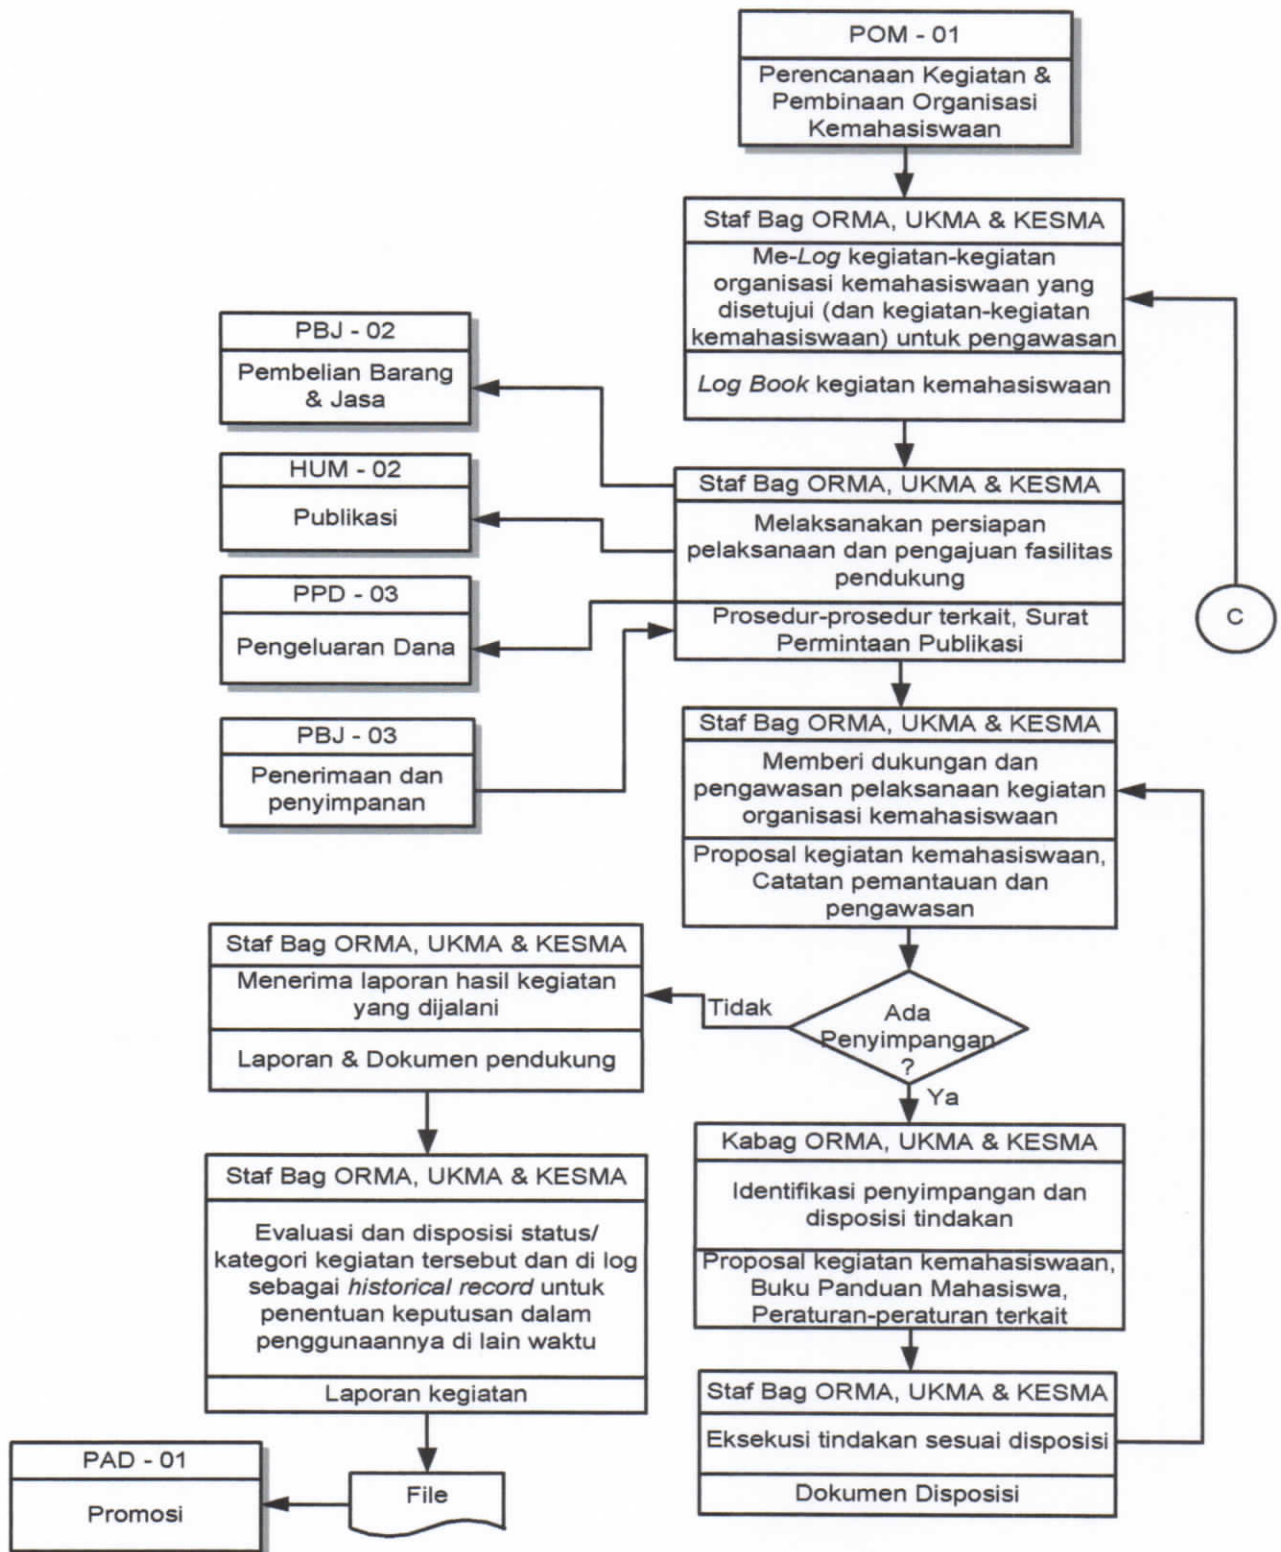 POM - 01
Perencanaan Kegiatan &
Pembinaan Organisasi
Kemahasiswaan
Staf Bag ORMA, UKMA & KESMA
Me-Log kegiatan-kegiatan
organisasi kemahasiswaan yang
disetujui (dan kegiatan-kegiatan
kemahasiswaan) untuk pengawasan
Log Book kegiatan kemahasiswaan
PBJ - 02
Pembelian Barang
& Jasa
HUM - 02
Publikasi
PPD - 03
Pengeluaran Dana
PBJ - 03
Penerimaan dan
penyimpanan
Staf Bag ORMA, UKMA & KESMA
Melaksanakan persiapan
pelaksanaan dan pengajuan fasilitas
pendukung
Prosedur-prosedur terkait, Surat
Permintaan Publikasi
C
Staf Bag ORMA, UKMA & KESMA
Memberi dukungan dan
pengawasan pelaksanaan kegiatan
organisasi kemahasiswaan
Proposal kegiatan kemahasiswaan,
Catatan pemantauan dan
pengawasan
Ada
Penyimpangan
?
Tidak
Ya
Staf Bag ORMA, UKMA & KESMA
Menerima laporan hasil kegiatan
yang dijalani
Laporan & Dokumen pendukung
Staf Bag ORMA, UKMA & KESMA
Evaluasi dan disposisi status/
kategori kegiatan tersebut dan di log
sebagai historical record untuk
penentuan keputusan dalam
penggunaannya di lain waktu
Laporan kegiatan
Kabag ORMA, UKMA & KESMA
Identifikasi penyimpangan dan
disposisi tindakan
Proposal kegiatan kemahasiswaan,
Buku Panduan Mahasiswa,
Peraturan-peraturan terkait
Staf Bag ORMA, UKMA & KESMA
Eksekusi tindakan sesuai disposisi
Dokumen Disposisi
File
PAD - 01
Promosi